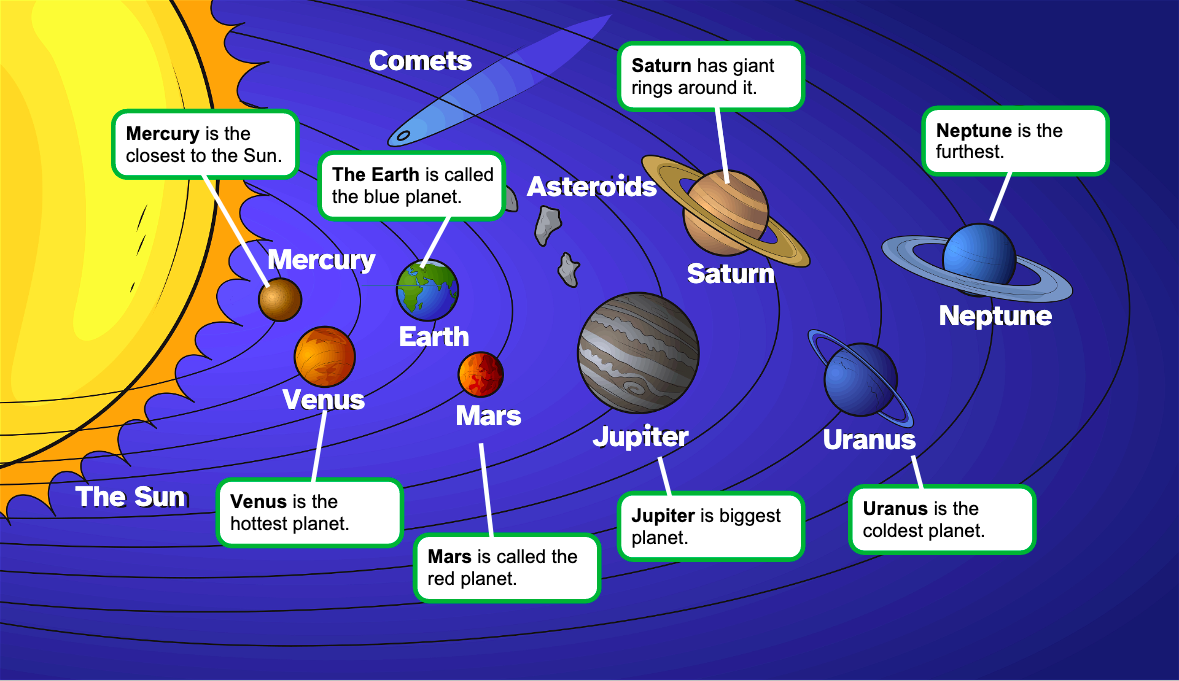 Comets
Saturn has giant
rings around it.
Mercury is the
closest to the Sun.
Neptune is the
furthest.
The Earth is called
the blue planet.
Asteroids
Mercury
Saturn
Neptune
Earth
Venus
Mars
Jupiter
Uranus
The Sun
Venus is the
hottest planet.
Jupiter is biggest
planet.
Uranus is the
coldest planet.
Mars is called the
red planet.